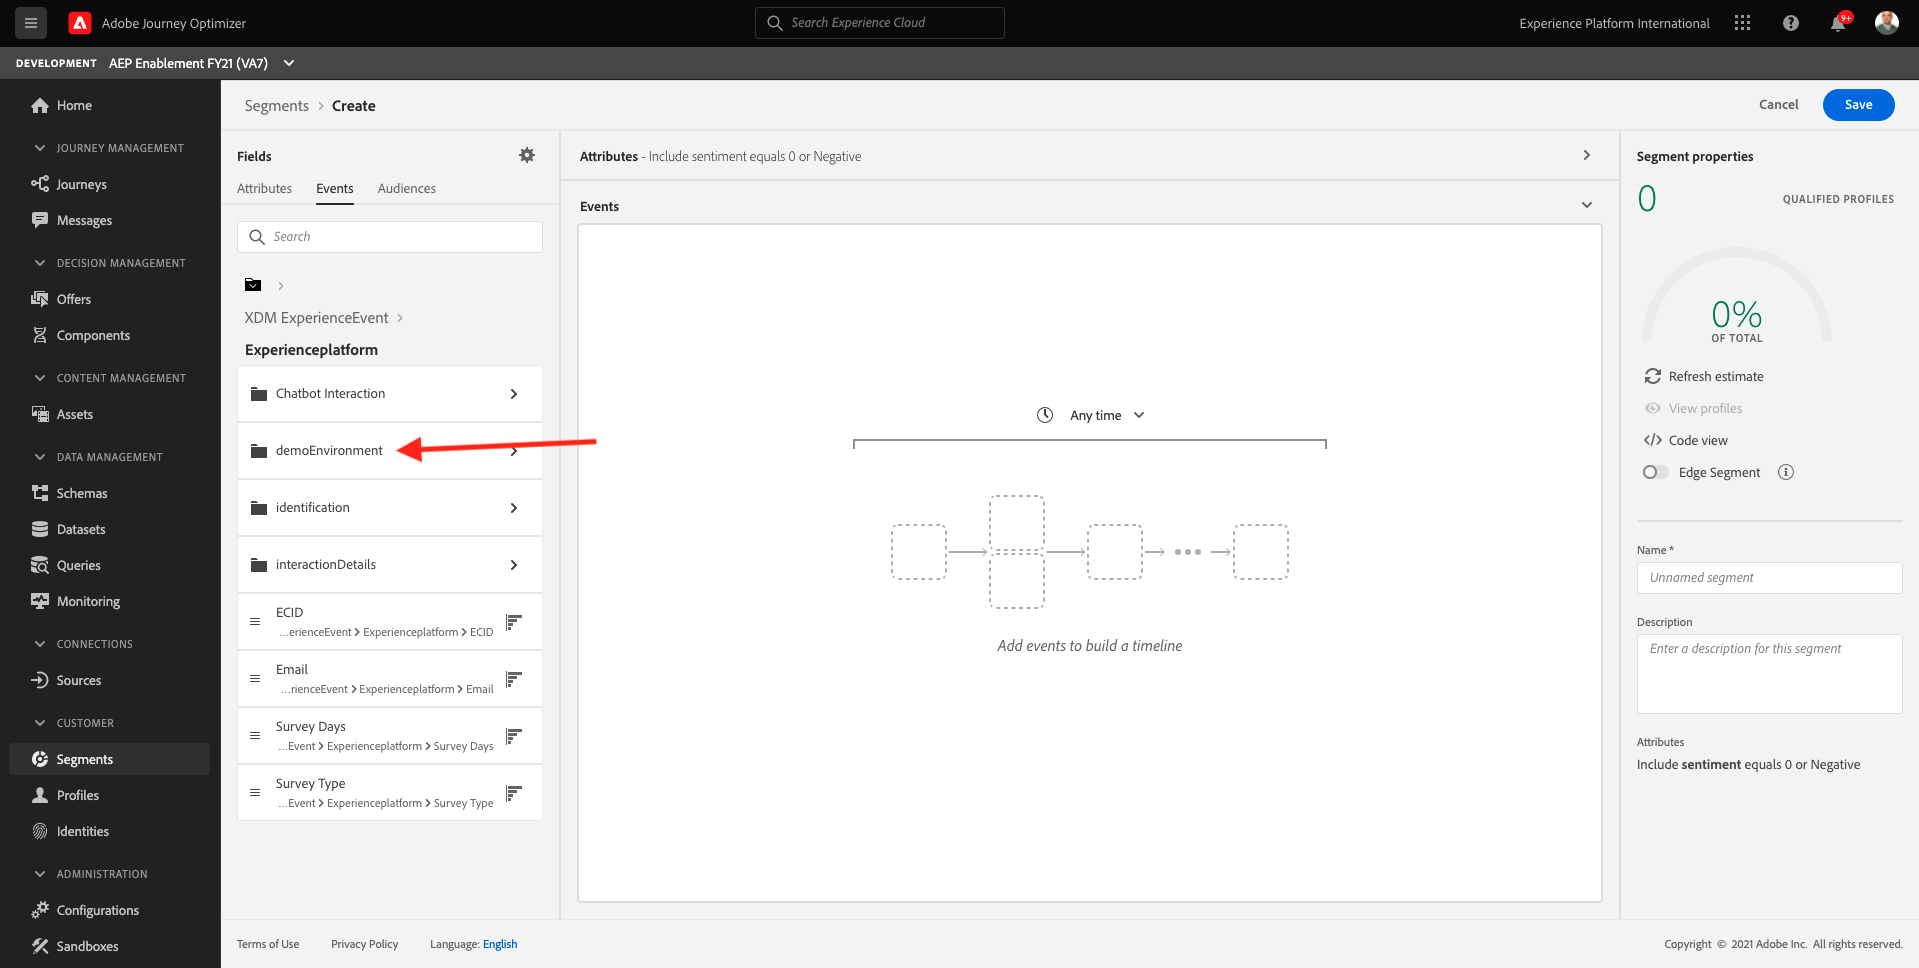 Adobe Journey Optimizer
Search Experience Cloud
Experience Platform International
9+
DEVELOPMENT AEP Enablement FY21 (VA7)
Home
JOURNEY MANAGEMENT
Journeys
Messages
DECISION MANAGEMENT
Offers
Components
CONTENT MANAGEMENT
Assets
DATA MANAGEMENT
Schemas
Datasets
Queries
Monitoring
CONNECTIONS
Sources
CUSTOMER
Segments
Profiles
Identities
ADMINISTRATION
Configurations
Sandboxes
Segments > Create
Cancel
Save
Fields
Attributes Events Audiences
Search
XDM ExperienceEvent >
Experienceplatform
Chatbot Interaction
demoEnvironment
identification
interactionDetails
ECID
...erienceEvent > Experienceplatform > ECID
Email
...rienceEvent > Experienceplatform > Email
Survey Days
...Event > Experienceplatform > Survey Days
Survey Type
...Event > Experienceplatform > Survey Type
Attributes - Include sentiment equals 0 or Negative
Events
Any time
Add events to build a timeline
Segment properties
0 QUALIFIED PROFILES
0%
OF TOTAL
Refresh estimate
View profiles
Code view
Edge Segment
Name *
Unnamed segment
Description
Enter a description for this segment
Attributes
Include sentiment equals 0 or Negative
Terms of Use Privacy Policy Language: English
Copyright © 2021 Adobe Inc. All rights reserved.